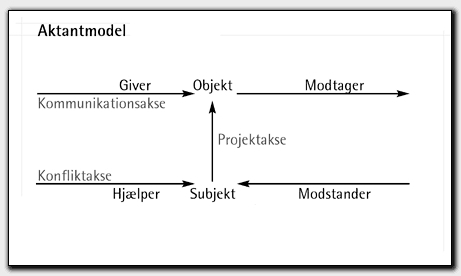 Aktantmodel
Giver Objekt Modtager
Kommunikationsakse
Projektakse
Konfliktakse
Hjælper Subjekt Modstander